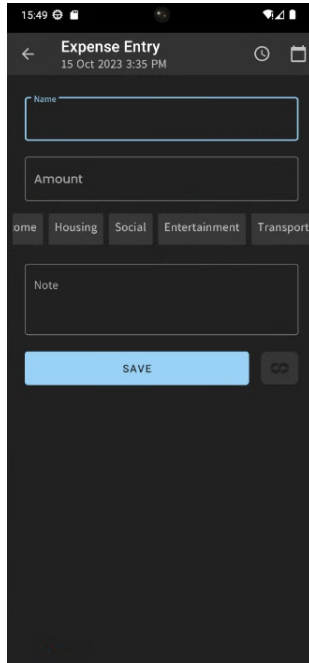 15:49
Expense Entry
15 Oct 2023 3:35 PM
Name
Amount
ome Housing Social Entertainment Transport
Note
SAVE